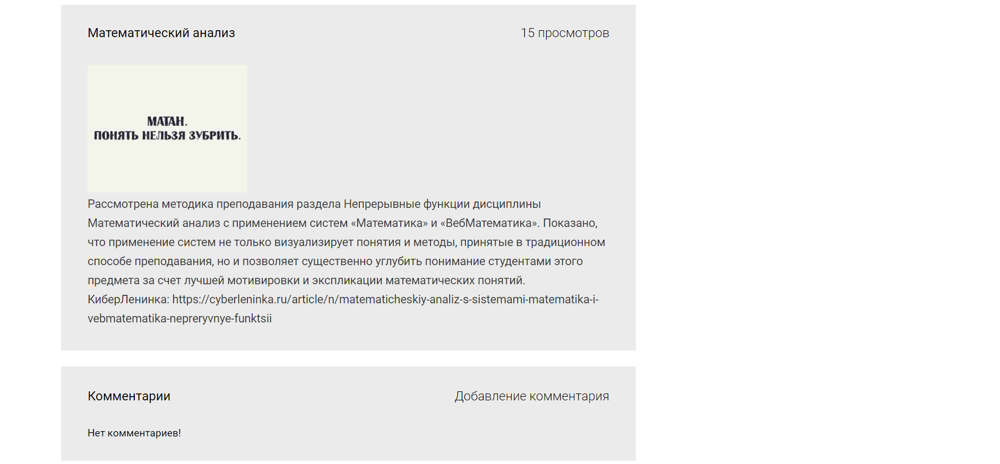 Математический анализ
15 просмотров
МАТАН.
ПОНЯТЬ НЕЛЬЗЯ ЗУБРИТЬ.
Рассмотрена методика преподавания раздела Непрерывные функции дисциплины
Математический анализ с применением систем «Математика» и «ВебМатематика». Показано,
что применение систем не только визуализирует понятия и методы, принятые в традиционном
способе преподавания, но и позволяет существенно углубить понимание студентами этого
предмета за счет лучшей мотивировки и экспликации математических понятий.
КиберЛенинка: https://cyberleninka.ru/article/n/matematicheskiy-analiz-s-sistemami-matematika-i-
vebmatematika-nepreryvnye-funktsii
Комментарии
Добавление комментария
Нет комментариев!